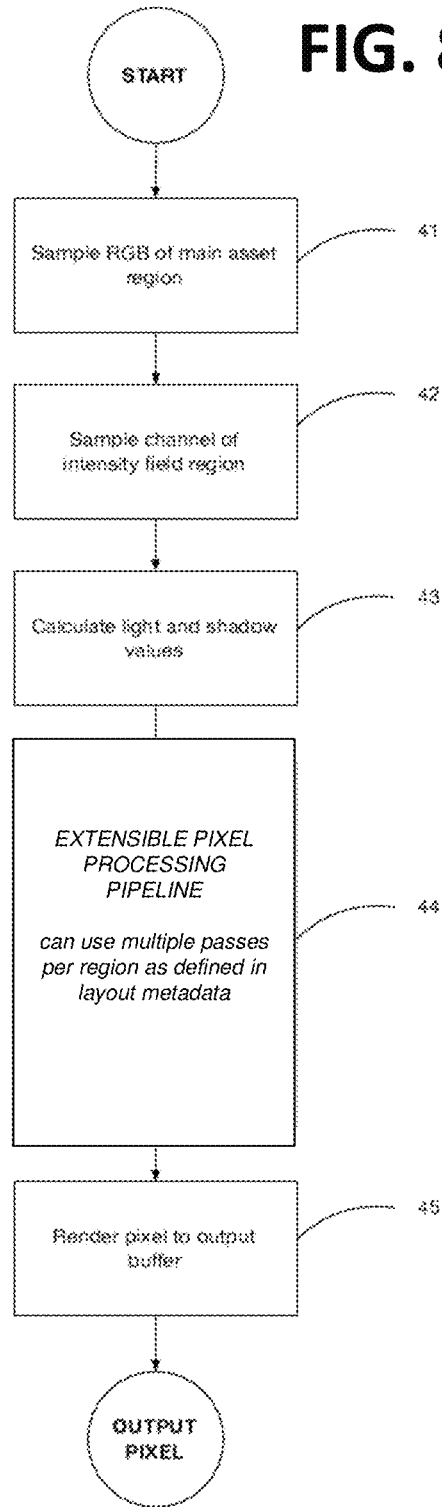 FIG. 8
START
Sample RGB of main asset
region
41
Sample channel of
intensity field region
42
Calculate light and shadow
values
43
EXTENSIBLE PIXEL
PROCESSING
PIPELINE
can use multiple passes
per region as defined in
layout metadata
44
Render pixel to output
buffer
45
OUTPUT
PIXEL